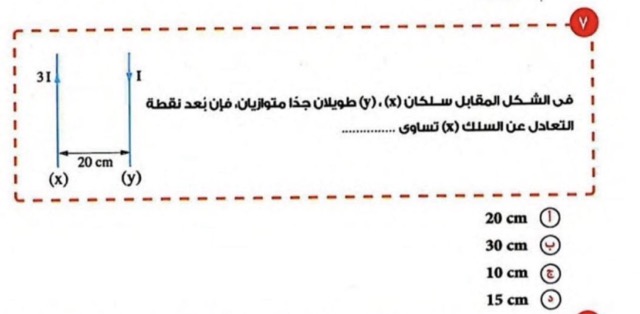 ٧
فى الشكل المقابل سلكان (x)، (y) طويلان جدًا متوازيان، فإن بُعد نقطة
التعادل عن السلك (x) تساوى ................
3I
I
20 cm
(x)
(y)
أ 20 cm
ب 30 cm
ج 10 cm
د 15 cm